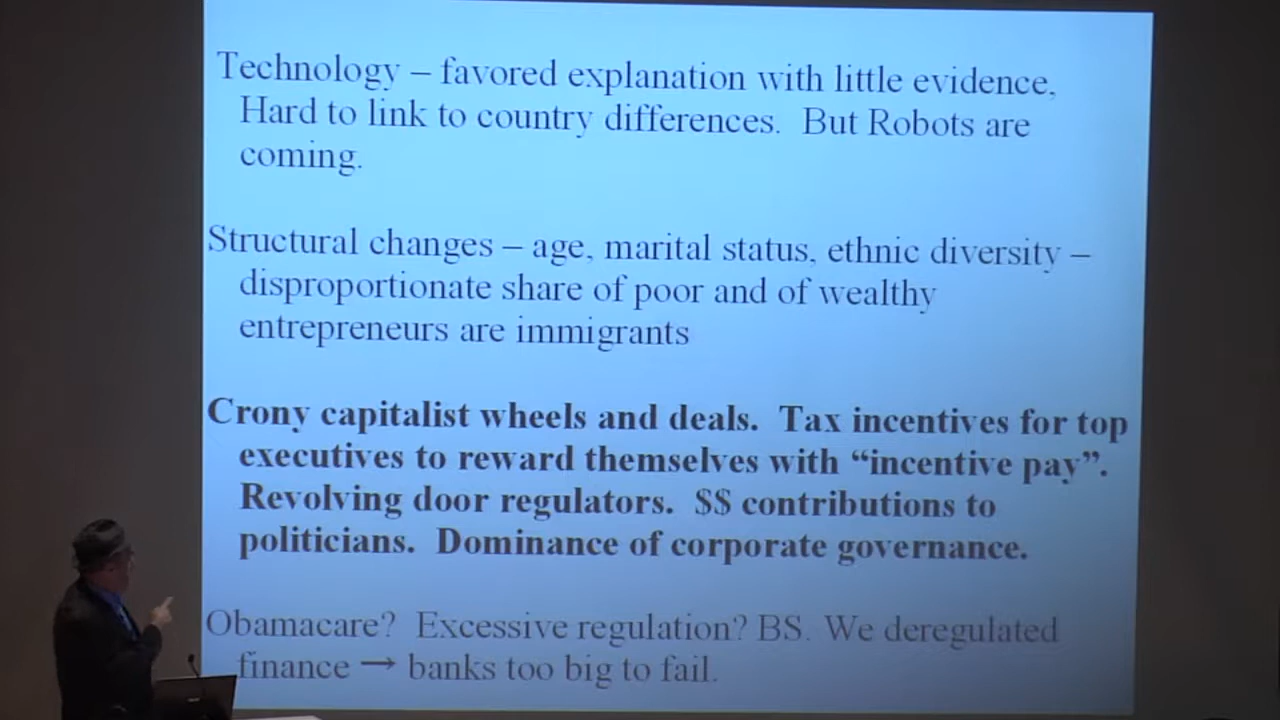 Technology – favored explanation with little evidence,
Hard to link to country differences.  But Robots are
coming.
Structural changes – age, marital status, ethnic diversity –
disproportionate share of poor and of wealthy
entrepreneurs are immigrants
Crony capitalist wheels and deals.  Tax incentives for top
executives to reward themselves with “incentive pay”.
Revolving door regulators.  $$ contributions to
politicians.  Dominance of corporate governance.
Obamacare?  Excessive regulation? BS.  We deregulated
finance → banks too big to fail.